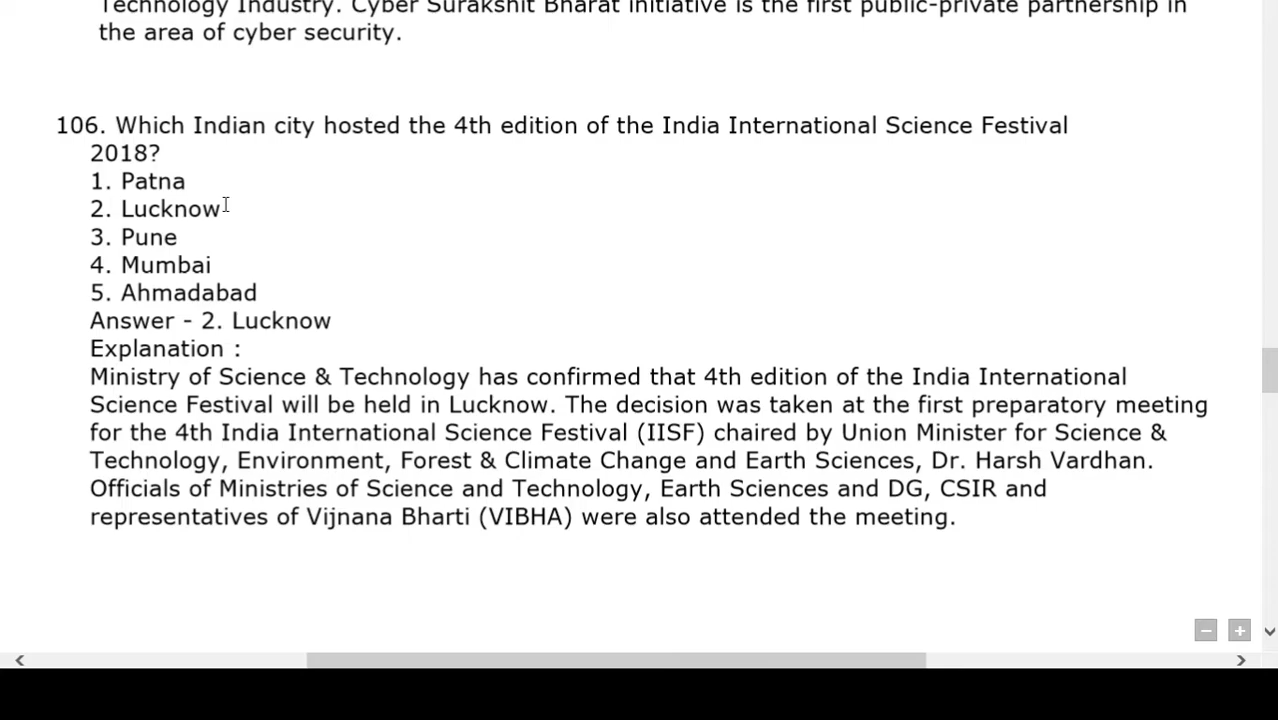 Technology Industry. Cyber Surakshit Bharat initiative is the first public-private partnership in
the area of cyber security.
106. Which Indian city hosted the 4th edition of the India International Science Festival
2018?
1. Patna
2. Lucknow
3. Pune
4. Mumbai
5. Ahmadabad
Answer - 2. Lucknow
Explanation :
Ministry of Science & Technology has confirmed that 4th edition of the India International
Science Festival will be held in Lucknow. The decision was taken at the first preparatory meeting
for the 4th India International Science Festival (IISF) chaired by Union Minister for Science &
Technology, Environment, Forest & Climate Change and Earth Sciences, Dr. Harsh Vardhan.
Officials of Ministries of Science and Technology, Earth Sciences and DG, CSIR and
representatives of Vijnana Bharti (VIBHA) were also attended the meeting.